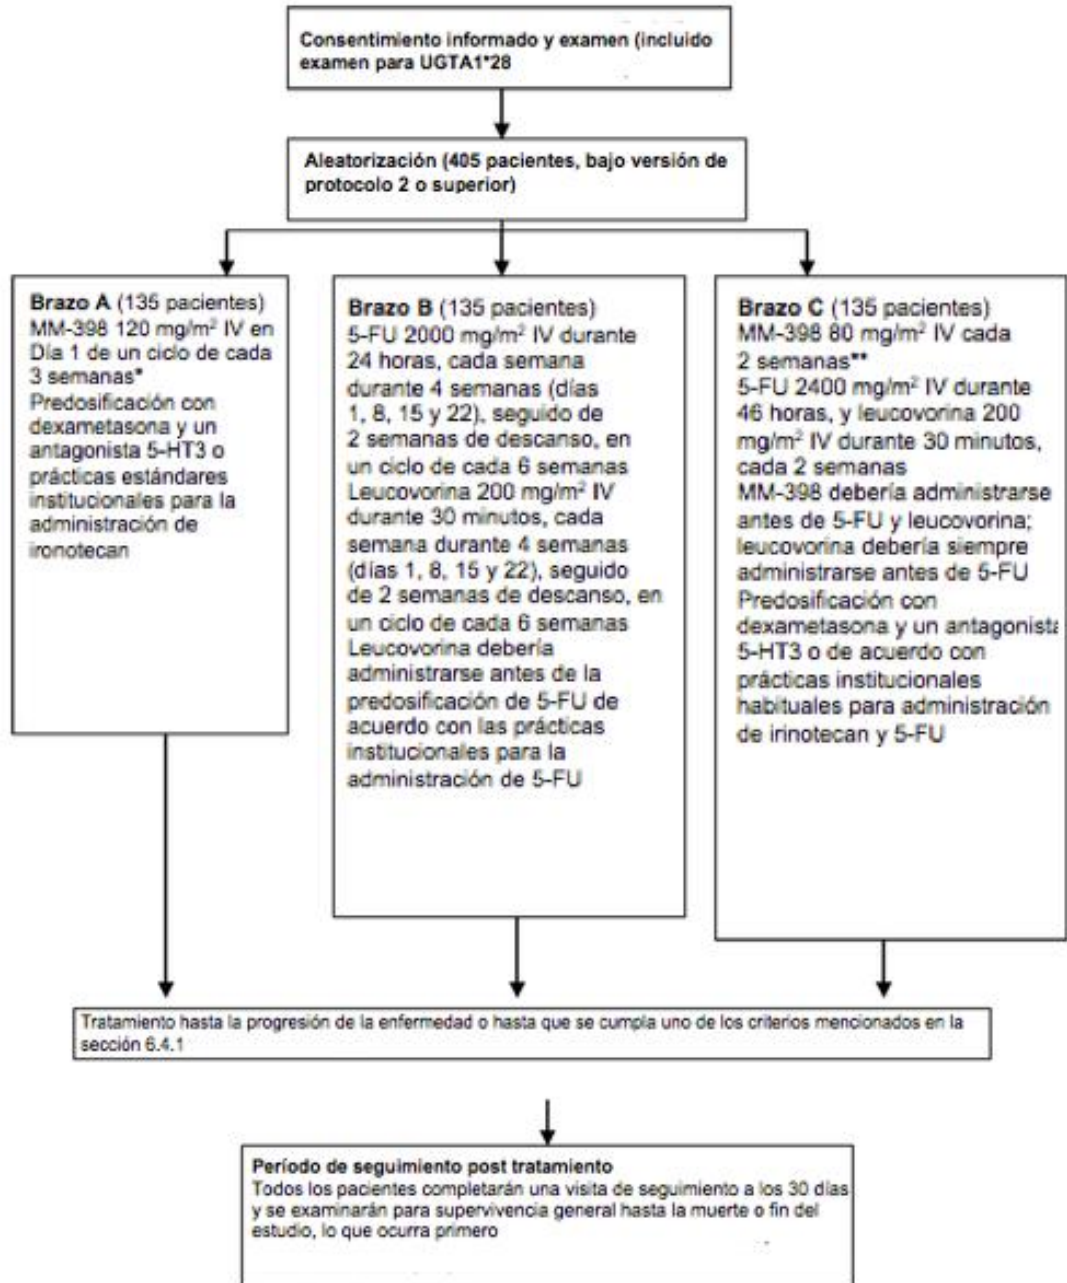 Consentimiento informado y examen (incluido
examen para UGTA1*28
Aleatorización (405 pacientes, bajo versión de
protocolo 2 o superior)
Brazo A (135 pacientes)
MM-398 120 mg/m² IV en
Día 1 de un ciclo de cada
3 semanas*
Predosificación con
dexametasona y un
antagonista 5-HT3 o
prácticas estándares
institucionales para la
administración de
ironotecan
Brazo B (135 pacientes)
5-FU 2000 mg/m² IV durante
24 horas, cada semana
durante 4 semanas (días
1, 8, 15 y 22), seguido de
2 semanas de descanso, en
un ciclo de cada 6 semanas
Leucovorina 200 mg/m² IV
durante 30 minutos, cada
semana durante 4 semanas
(días 1, 8, 15 y 22), seguido
de 2 semanas de descanso, en
un ciclo de cada 6 semanas
Leucovorina debería
administrarse antes de la
predosificación de 5-FU de
acuerdo con las prácticas
institucionales para la
administración de 5-FU
Brazo C (135 pacientes)
MM-398 80 mg/m² IV cada
2 semanas**
5-FU 2400 mg/m² IV durante
46 horas, y leucovorina 200
mg/m² IV durante 30 minutos,
cada 2 semanas
MM-398 debería administrarse
antes de 5-FU y leucovorina;
leucovorina debería siempre
administrarse antes de 5-FU
Predosificación con
dexametasona y un antagonista
5-HT3 o de acuerdo con
prácticas institucionales
habituales para administración
de irinotecan y 5-FU
Tratamiento hasta la progresión de la enfermedad o hasta que se cumpla uno de los criterios mencionados en la
sección 6.4.1
Período de seguimiento post tratamiento
Todos los pacientes completarán una visita de seguimiento a los 30 días
y se examinarán para supervivencia general hasta la muerte o fin del
estudio, lo que ocurra primero